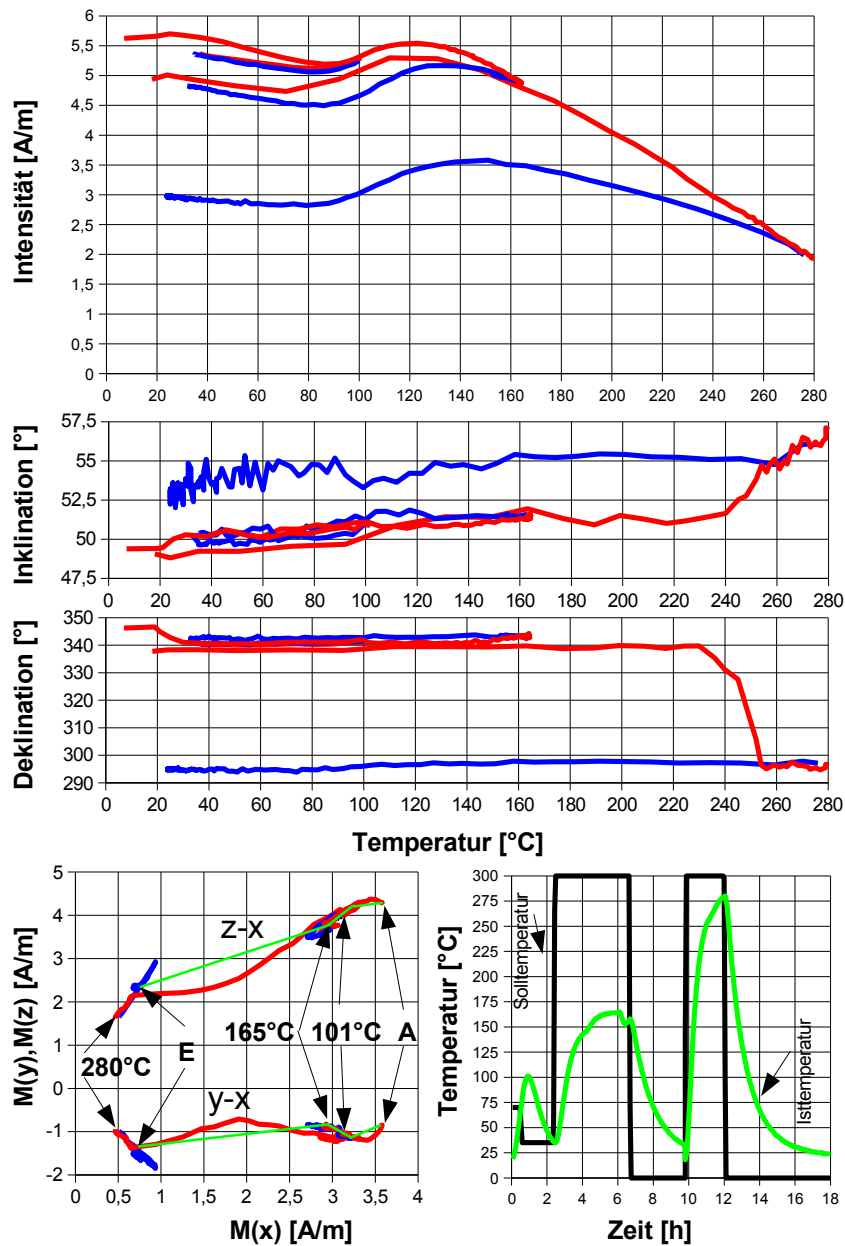 6
5,5
5
4,5
4
3,5
3
2,5
2
1,5
1
0,5
0
Intensität [A/m]
0 20 40 60 80 100 120 140 160 180 200 220 240 260 280
57,5
55
52,5
50
47,5
Inklination [°]
0 20 40 60 80 100 120 140 160 180 200 220 240 260 280
350
340
330
320
310
300
290
Deklination [°]
0 20 40 60 80 100 120 140 160 180 200 220 240 260 280
Temperatur [°C]
5
4
3
2
1
0
-1
-2
M(y),M(z) [A/m]
z-x
165°C
101°C
A
280°C
E
y-x
0 0,5 1 1,5 2 2,5 3 3,5 4
M(x) [A/m]
300
275
250
225
200
175
150
125
100
75
50
25
0
Temperatur [°C]
Solltemperatur
Isttemperatur
0 2 4 6 8 10 12 14 16 18
Zeit [h]